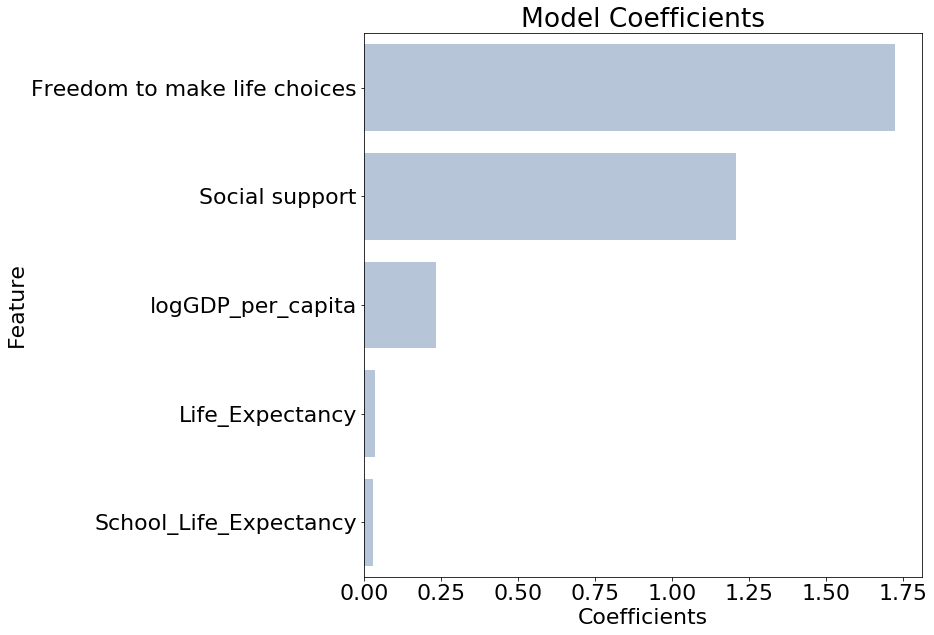 Model Coefficients
Feature
Freedom to make life choices
Social support
logGDP_per_capita
Life_Expectancy
School_Life_Expectancy
0.00 0.25 0.50 0.75 1.00 1.25 1.50 1.75
Coefficients